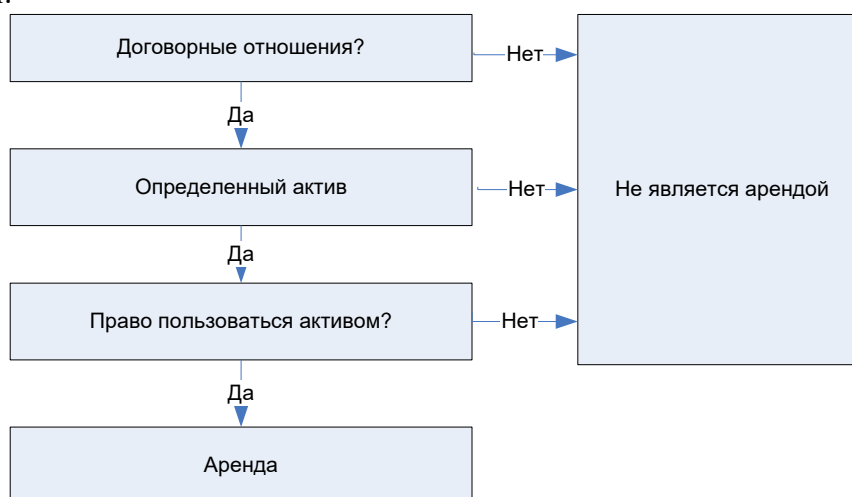 Договорные отношения?
Нет
Да
Определенный актив
Нет
Не является арендой
Да
Право пользоваться активом?
Нет
Да
Аренда